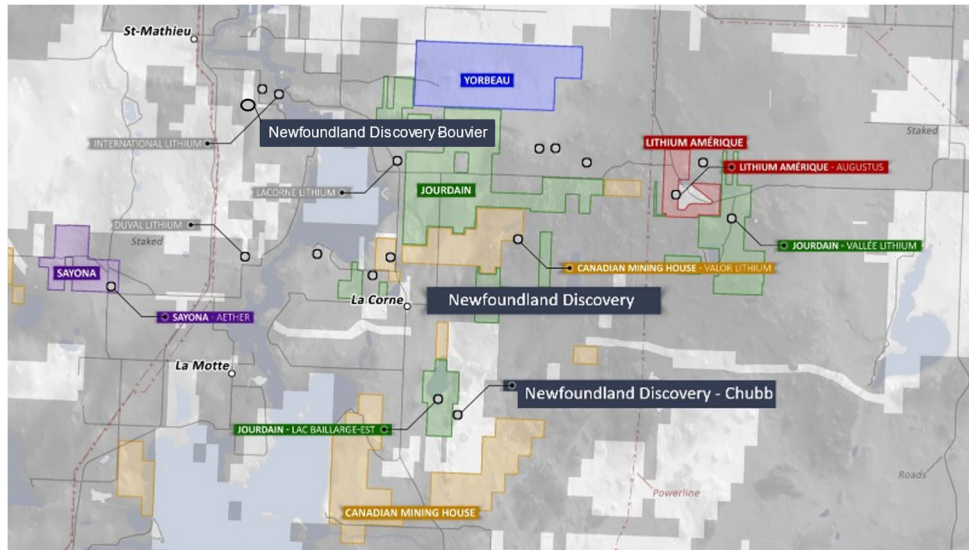 St-Mathieu
YORBEAU
Newfoundland Discovery Bouvier
INTERNATIONAL LITHIUM
Staked
LITHIUM AMÉRIQUE
LITHIUM AMÉRIQUE - AUGUSTUS
LACORNE LITHIUM
JOURDAIN
DUVAL LITHIUM
Staked
JOURDAIN - VALLÉE LITHIUM
SAYONA
CANADIAN MINING HOUSE - VALOR LITHIUM
La Corne
Newfoundland Discovery
SAYONA - AETHER
La Motte
Newfoundland Discovery - Chubb
JOURDAIN - LAC BAILLARGE-EST
Roads
Powerline
CANADIAN MINING HOUSE